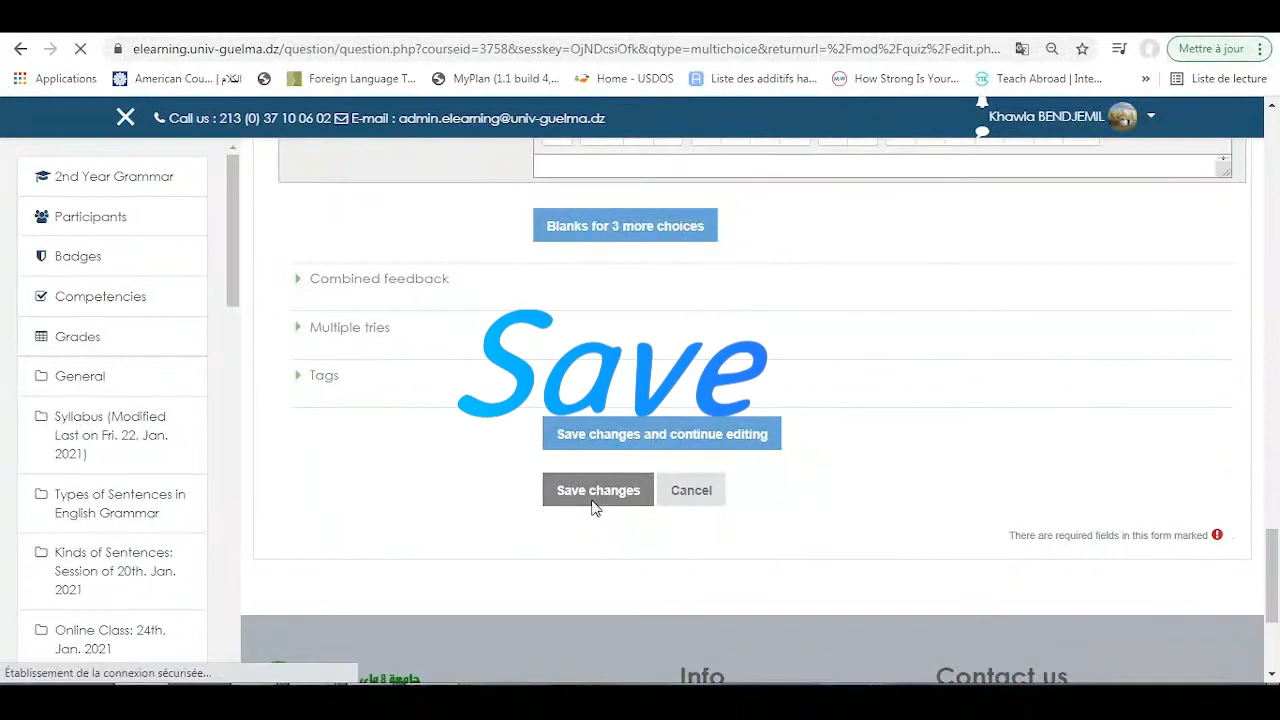 elearning.univ-guelma.dz/question/question.php?courseid=3758&sesskey=OjNDcsiOfk&qtype=multichoice&returnurl=%2Fmod%2Fquiz%2Fedit.ph...
Mettre à jour
Applications
American Cou...
Foreign Language T...
MyPlan (1.1 build 4,...
Home - USDOS
Liste des additifs ha...
How Strong Is Your...
Teach Abroad | Inte...
»
Liste de lecture
Call us : 213 (0) 37 10 06 02 E-mail : admin.elearning@univ-guelma.dz
Khawla BENDJEMIL
2nd Year Grammar
Participants
Badges
Competencies
Grades
General
Syllabus (Modified
Last on Fri. 22, Jan.
2021)
Types of Sentences in
English Grammar
Kinds of Sentences:
Session of 20th. Jan.
2021
Online Class: 24th,
Jan. 2021
Blanks for 3 more choices
Combined feedback
Multiple tries
Tags
Save
Save changes and continue editing
Save changes
Cancel
There are required fields in this form marked
.
Établissement de la connexion sécurisée...
Info
Contact us